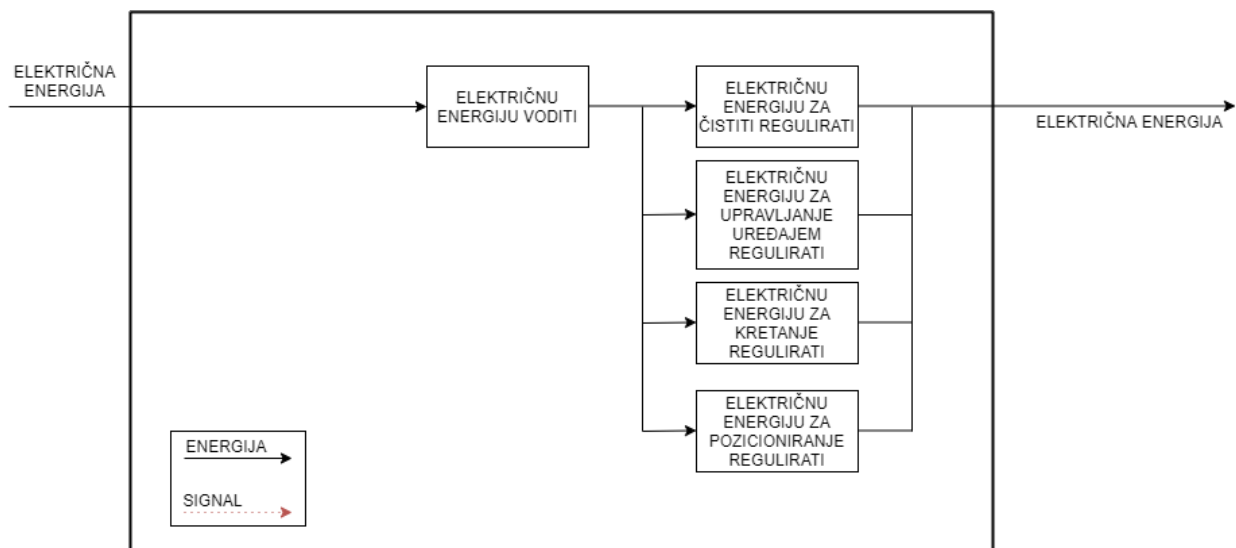 ELEKTRIČNA
ENERGIJA
ELEKTRIČNU
ENERGIJU VODITI
ELEKTRIČNU
ENERGIJU ZA
ČISTITI REGULIRATI
ELEKTRIČNA ENERGIJA
ELEKTRIČNU
ENERGIJU ZA
UPRAVLJANJE
UREĐAJEM
REGULIRATI
ELEKTRIČNU
ENERGIJU ZA
KRETANJE
REGULIRATI
ELEKTRIČNU
ENERGIJU ZA
POZICIONIRANJE
REGULIRATI
ENERGIJA
SIGNAL